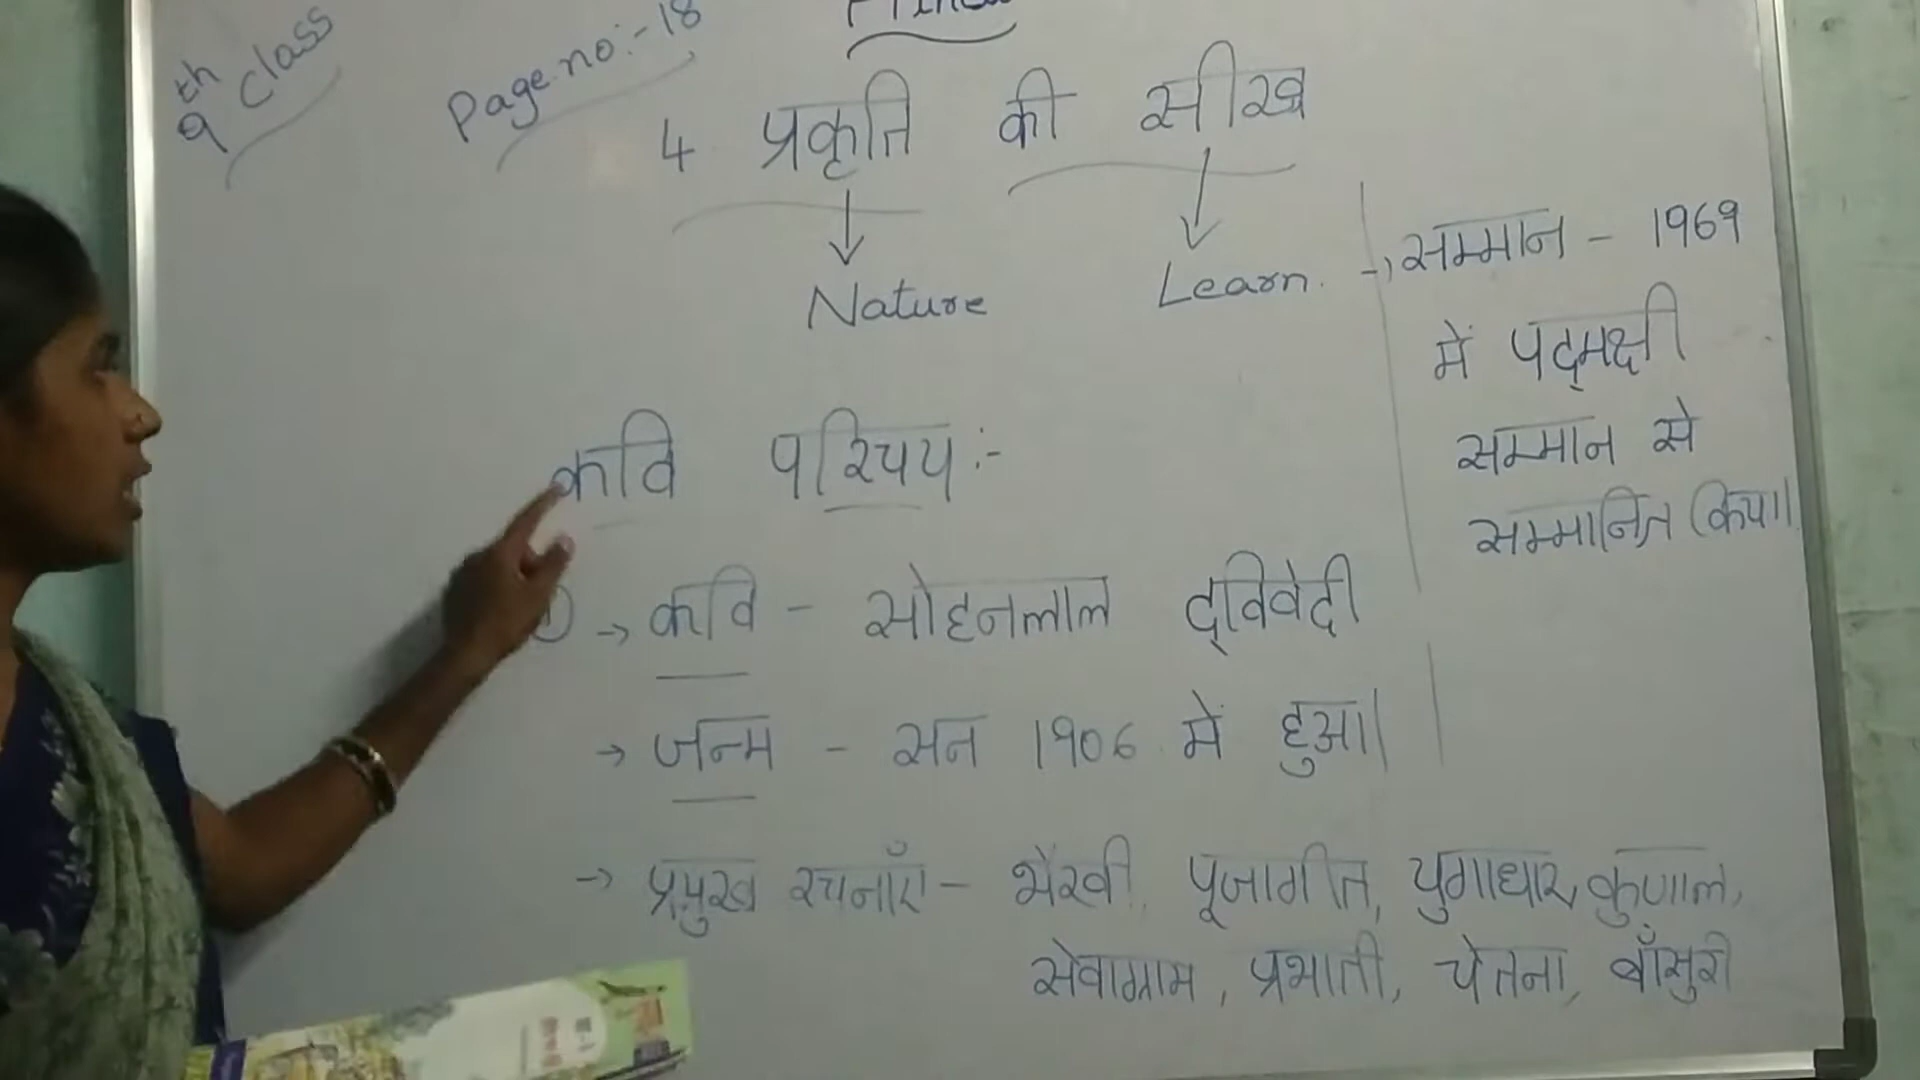 9th class
Page no:-18
4 प्रकृति की सीख
Nature
Learn.
कवि परिचय :-
→ कवि - सोहनलाल द्‌विवेदी
→ जन्म - सन 1906 में हुआ।
→ प्रमुख रचनाएँ - भैरवी, पूजागीत, युगाधार, कुणाल,
सेवाग्राम, प्रभाती, चेतना, बाँसुरी
→ सम्मान - 1969
में पद्‌मक्षी
सम्मान से
सम्मानित किया।